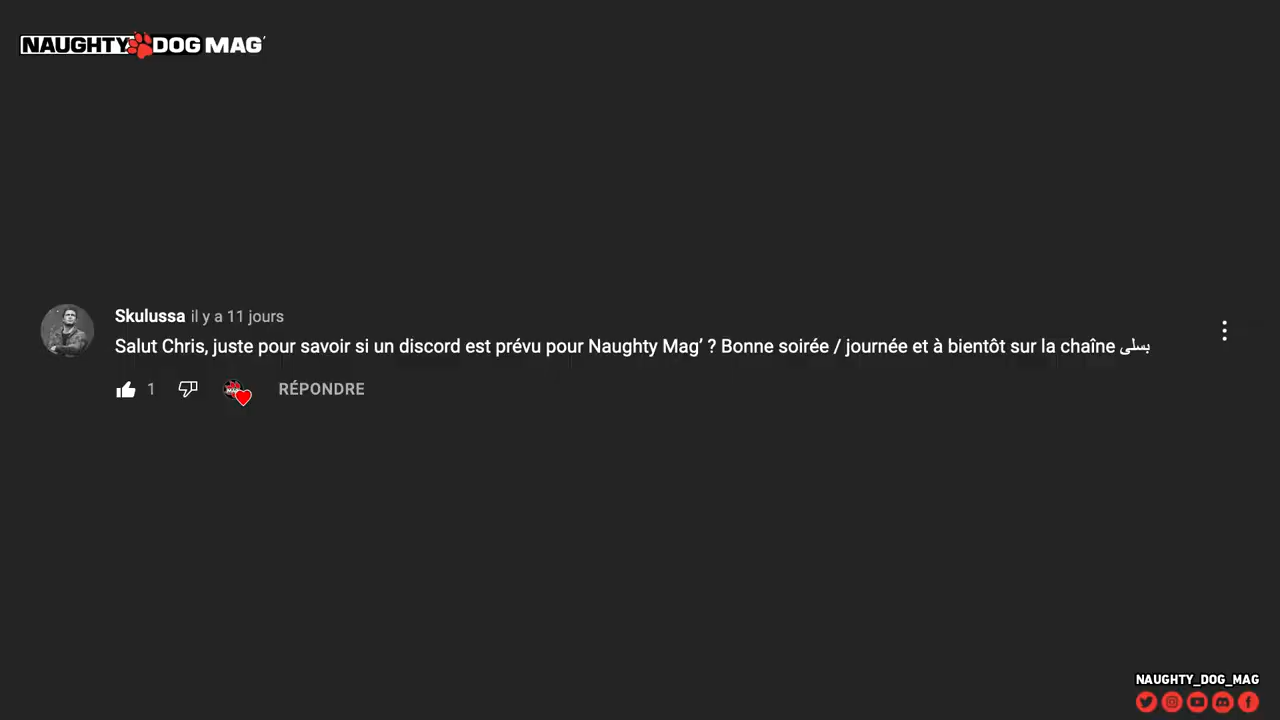 NAUGHTY DOG MAG'
Skulussa il y a 11 jours
Salut Chris, juste pour savoir si un discord est prévu pour Naughty Mag’ ? Bonne soirée / journée et à bientôt sur la chaîne بسلى
1
MAG
RÉPONDRE
NAUGHTY_DOG_MAG